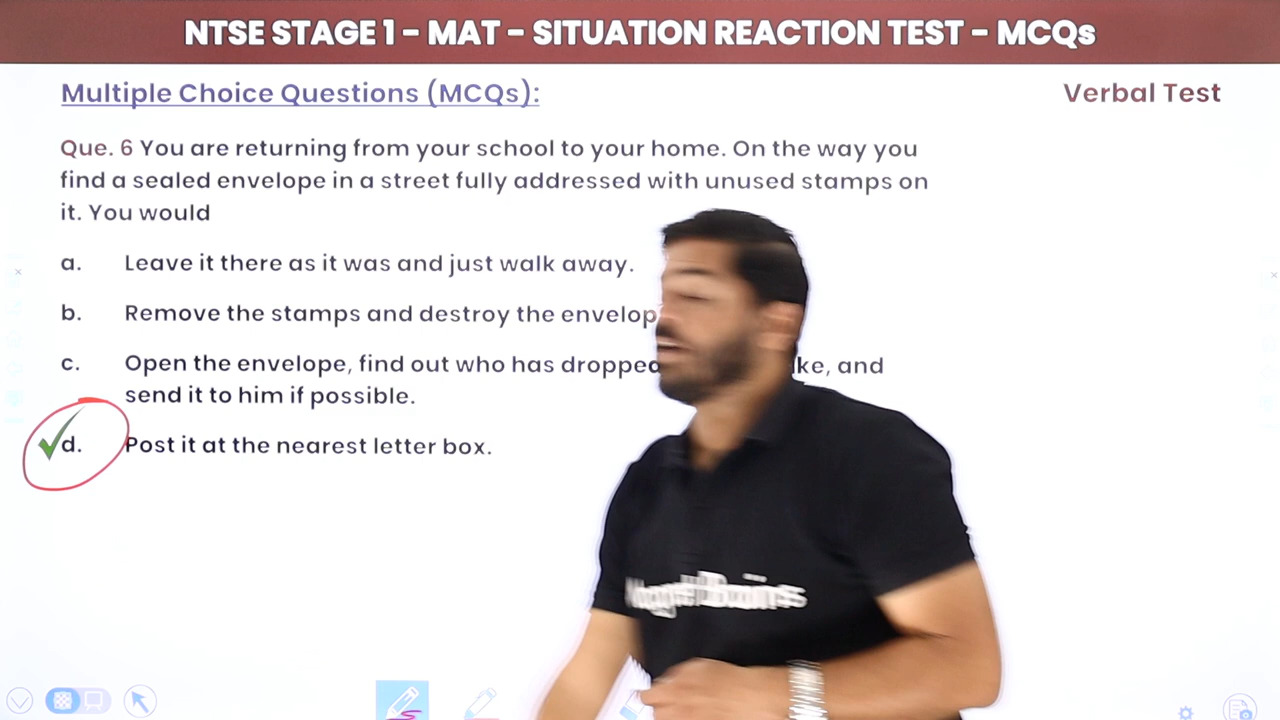 NTSE STAGE 1 – MAT – SITUATION REACTION TEST – MCQs
Multiple Choice Questions (MCQs):
Verbal Test
Que. 6 You are returning from your school to your home. On the way you
find a sealed envelope in a street fully addressed with unused stamps on
it. You would
a. Leave it there as it was and just walk away.
b. Remove the stamps and destroy the envelop
c. Open the envelope, find out who has dropped ke, and
send it to him if possible.
d. Post it at the nearest letter box.